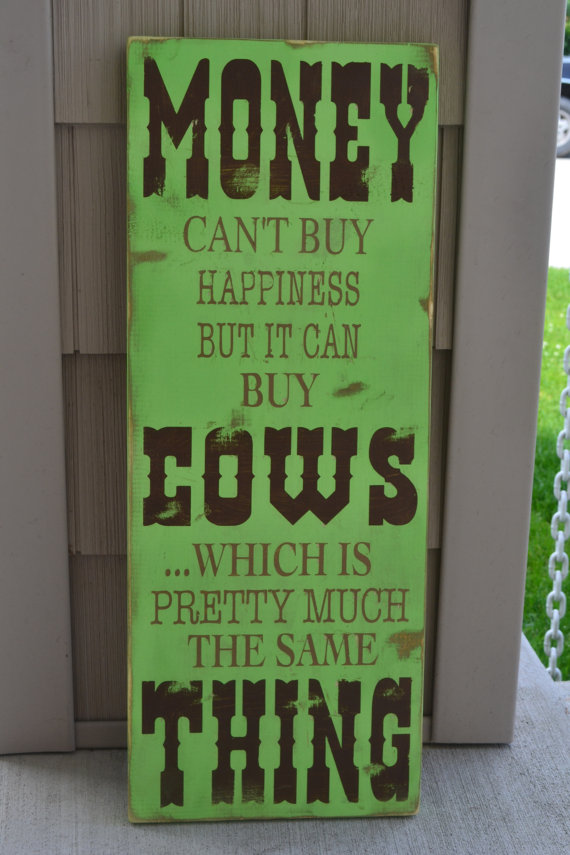 MONEY
CAN'T BUY
HAPPINESS
BUT IT CAN
BUY
COWS
...WHICH IS
PRETTY MUCH
THE SAME
THING